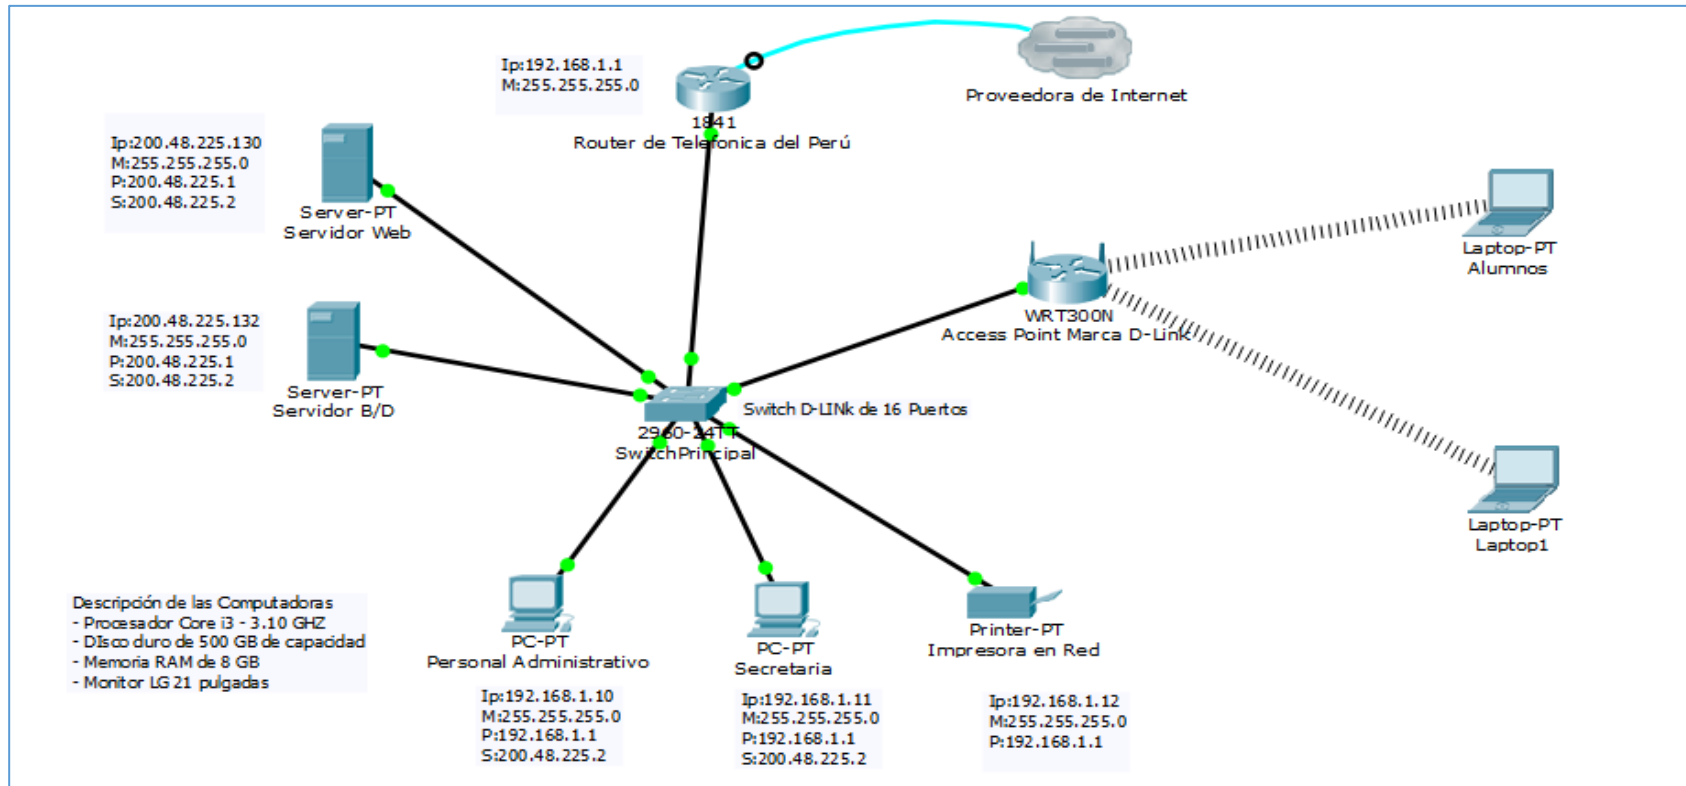 Proveedora de Internet
Ip:192.168.1.1
M:255.255.255.0
1841
Router de Telefonica del Perú
Ip:200.48.225.130
M:255.255.255.0
P:200.48.225.1
S:200.48.225.2
Server-PT
Servidor Web
Laptop-PT
Alumnos
WRT300N
Access Point Marca D-Link
Ip:200.48.225.132
M:255.255.255.0
P:200.48.225.1
S:200.48.225.2
Server-PT
Servidor B/D
Switch D-LINk de 16 Puertos
2960-24TT
SwitchPrincipal
Laptop-PT
Laptop1
Descripción de las Computadoras
- Procesador Core i3 - 3.10 GHZ
- DIsco duro de 500 GB de capacidad
- Memoria RAM de 8 GB
- Monitor LG 21 pulgadas
PC-PT
Personal Administrativo
Ip:192.168.1.10
M:255.255.255.0
P:192.168.1.1
S:200.48.225.2
PC-PT
Secretaria
Ip:192.168.1.11
M:255.255.255.0
P:192.168.1.1
S:200.48.225.2
Printer-PT
Impresora en Red
Ip:192.168.1.12
M:255.255.255.0
P:192.168.1.1